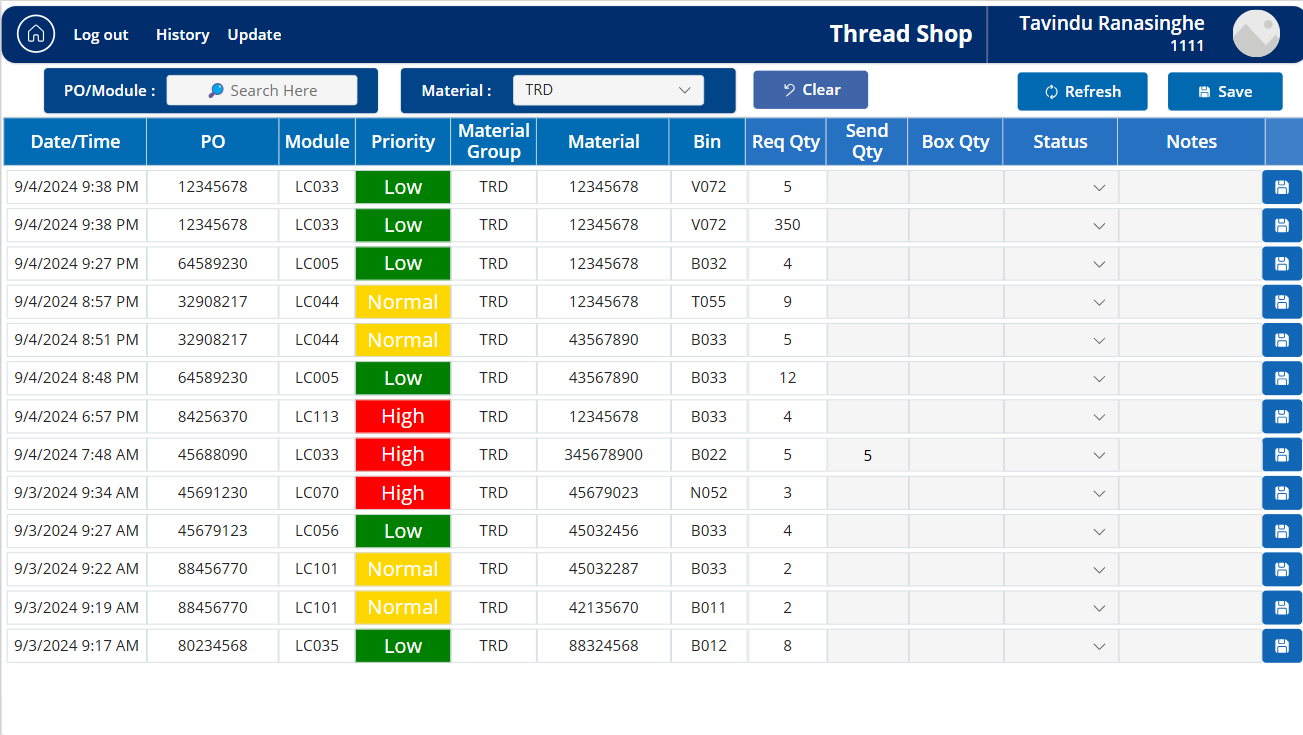 Log out History Update Thread Shop Tavindu Ranasinghe
1111
PO/Module : Search Here Material : TRD Clear Refresh Save
Date/Time PO Module Priority Material Group Material Bin Req Qty Send Qty Box Qty Status Notes
9/4/2024 9:38 PM 12345678 LC033 Low TRD 12345678 V072 5
9/4/2024 9:38 PM 12345678 LC033 Low TRD 12345678 V072 350
9/4/2024 9:27 PM 64589230 LC005 Low TRD 12345678 B032 4
9/4/2024 8:57 PM 32908217 LC044 Normal TRD 12345678 T055 9
9/4/2024 8:51 PM 32908217 LC044 Normal TRD 43567890 B033 5
9/4/2024 8:48 PM 64589230 LC005 Low TRD 43567890 B033 12
9/4/2024 6:57 PM 84256370 LC113 High TRD 12345678 B033 4
9/4/2024 7:48 AM 45688090 LC033 High TRD 345678900 B022 5 5
9/3/2024 9:34 AM 45691230 LC070 High TRD 45679023 N052 3
9/3/2024 9:27 AM 45679123 LC056 Low TRD 45032456 B033 4
9/3/2024 9:22 AM 88456770 LC101 Normal TRD 45032287 B033 2
9/3/2024 9:19 AM 88456770 LC101 Normal TRD 42135670 B011 2
9/3/2024 9:17 AM 80234568 LC035 Low TRD 88324568 B012 8